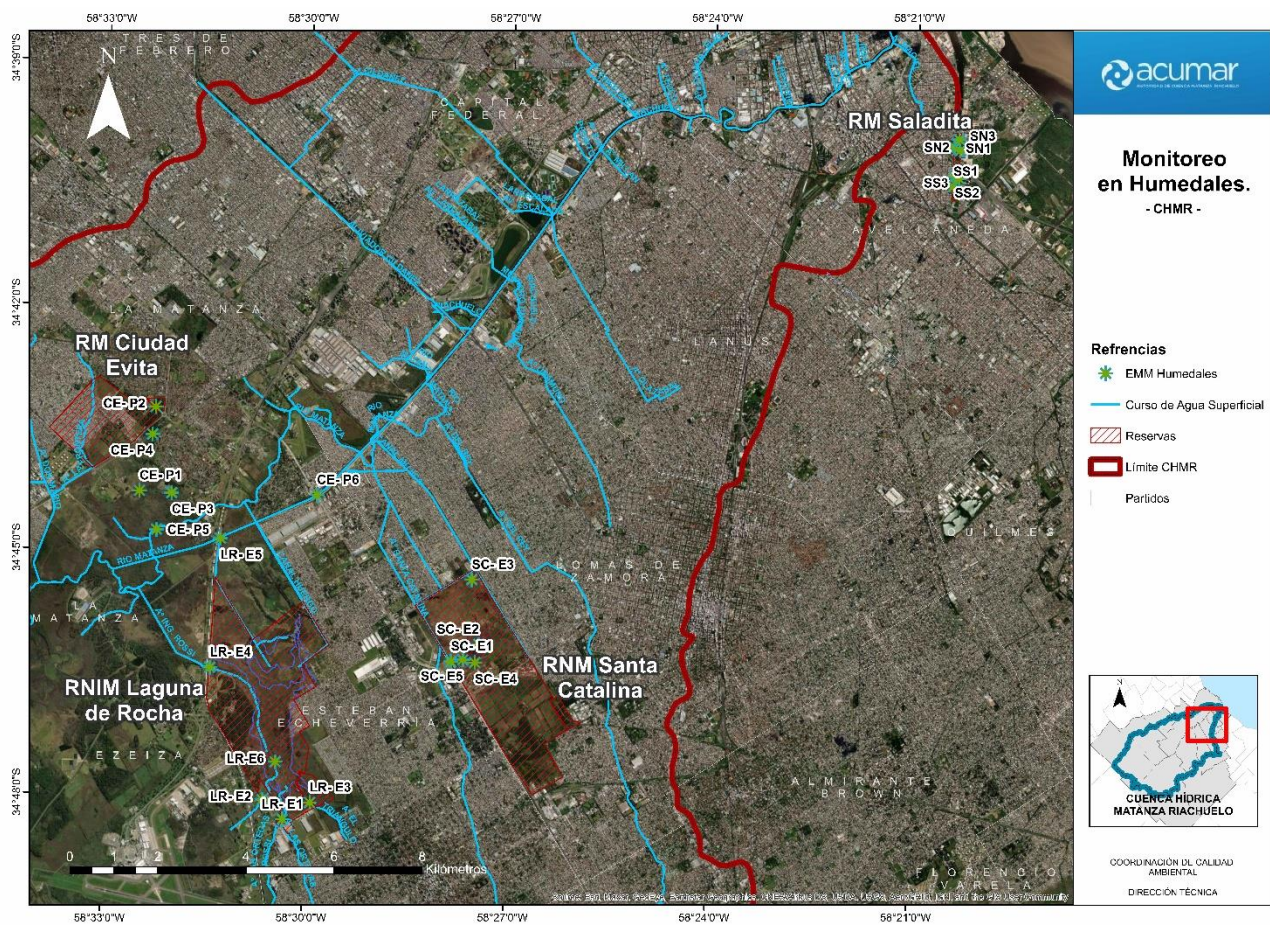 58°33'0"W
58°30'0"W
58°27'0"W
58°24'0"W
58°21'0"W
34°39'0"S
34°42'0"S
34°45'0"S
34°48'0"S
N
TRES DE
FEBRERO
CAPITAL
FEDERAL
RM Saladita
SN3
SN2
SN1
SS1
SS3
SS2
AVELLANEDA
LA MATANZA
LANUS
RM Ciudad
Evita
CE- P2
CE- P4
CE- P1
CE- P3
CE- P6
CE- P5
RIO MATANZA
LR- E5
QUILMES
SC- E3
LOMAS DE
ZAMORA
LA
MATANZA
Aº ING. ROSSI
SC- E2
SC- E1
SC- E5
SC- E4
LR- E4
RNM Santa
Catalina
RNIM Laguna
de Rocha
ESTEBAN
ECHEVERRÍA
EZEIZA
LR-E6
LR- E3
LR- E2
LR- E1
ALMIRANTE
BROWN
0 1 2 4 6 8
Kilómetros
FLORENCIO
VARELA
58°33'0"W
58°30'0"W
58°27'0"W
58°24'0"W
58°21'0"W
acumar
Monitoreo
en Humedales.
- CHMR -
Refrencias
EMM Humedales
Curso de Agua Superficial
Reservas
Límite CHMR
Partidos
N
CUENCA HÍDRICA
MATANZA RIACHUELO
COORDINACIÓN DE CALIDAD
AMBIENTAL
DIRECCIÓN TÉCNICA